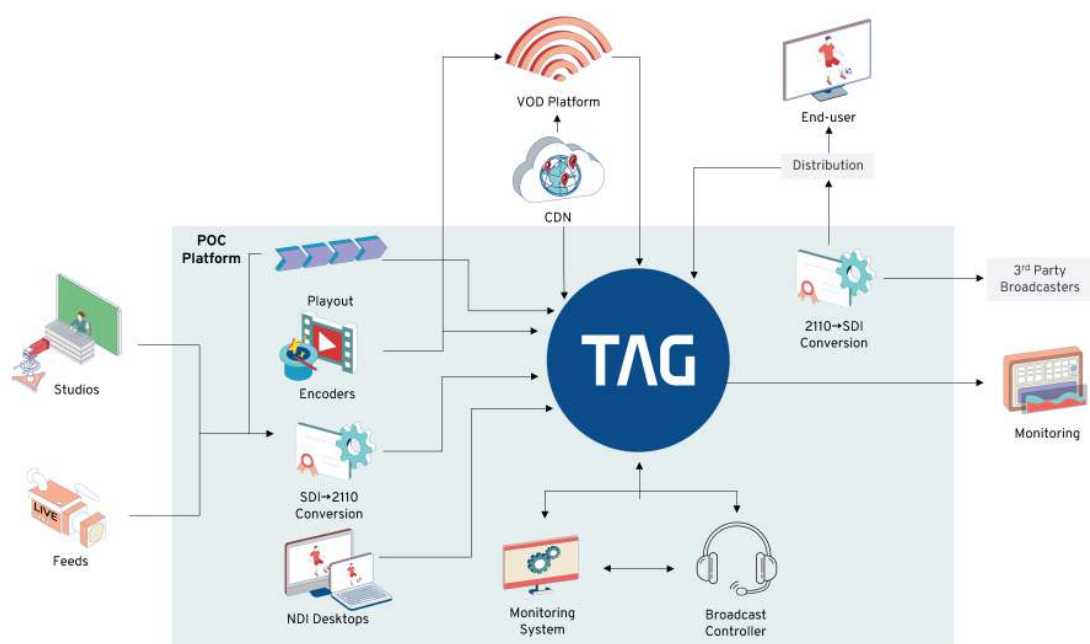 VOD Platform
End-user
Distribution
CDN
POC
Platform
Playout
3rd Party
Broadcasters
2110→SDI
Conversion
TAG
Studios
Encoders
Monitoring
SDI→2110
Conversion
LIVE
Feeds
NDI Desktops
Monitoring
System
Broadcast
Controller